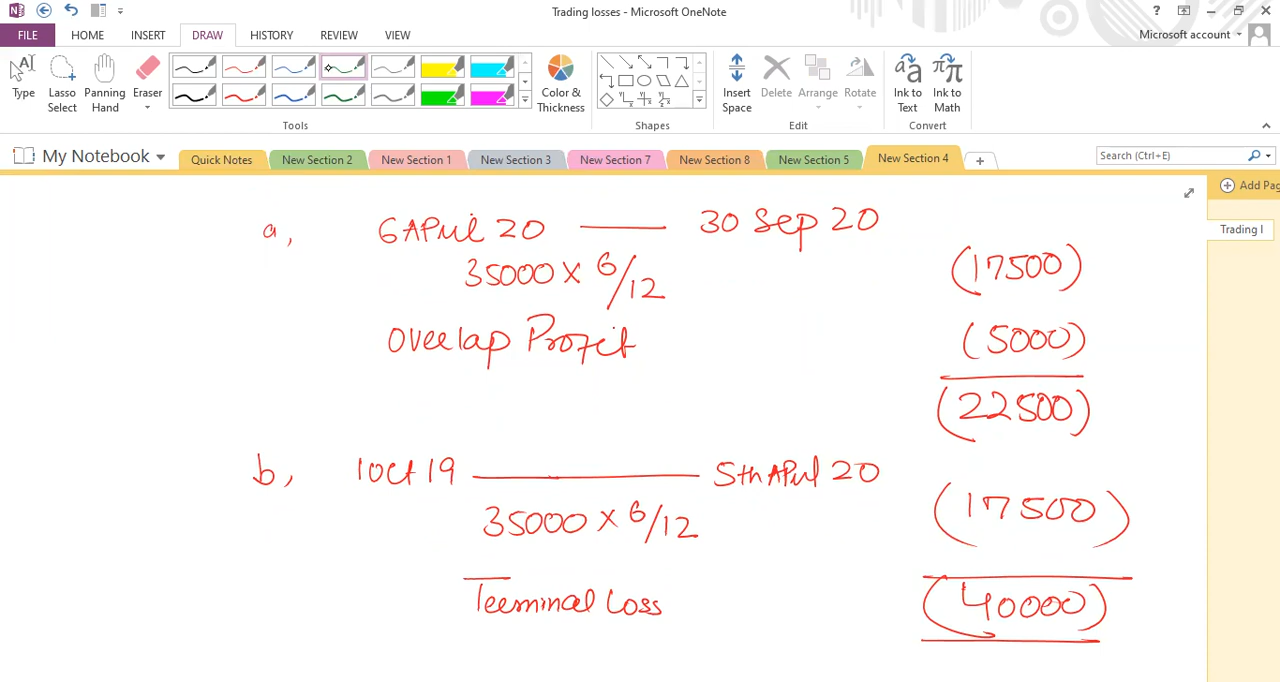 Trading losses - Microsoft OneNote
FILE HOME INSERT DRAW HISTORY REVIEW VIEW
Microsoft account
Type
Lasso Select
Panning Hand
Eraser
Color & Thickness
Insert Space
Delete
Arrange
Rotate
Ink to Text
Ink to Math
Tools
Shapes
Edit
Convert
My Notebook
Quick Notes
New Section 2
New Section 1
New Section 3
New Section 7
New Section 8
New Section 5
New Section 4
Search (Ctrl+E)
Add Pag
Trading l
a, 6 April 20 —— 30 Sep 20
35000 × 6/12 (17500)
Overlap Profit (5000)
(22500)
b, 1 Oct 19 —— 5th April 20
35000 × 6/12 (17500)
Terminal Loss (40000)